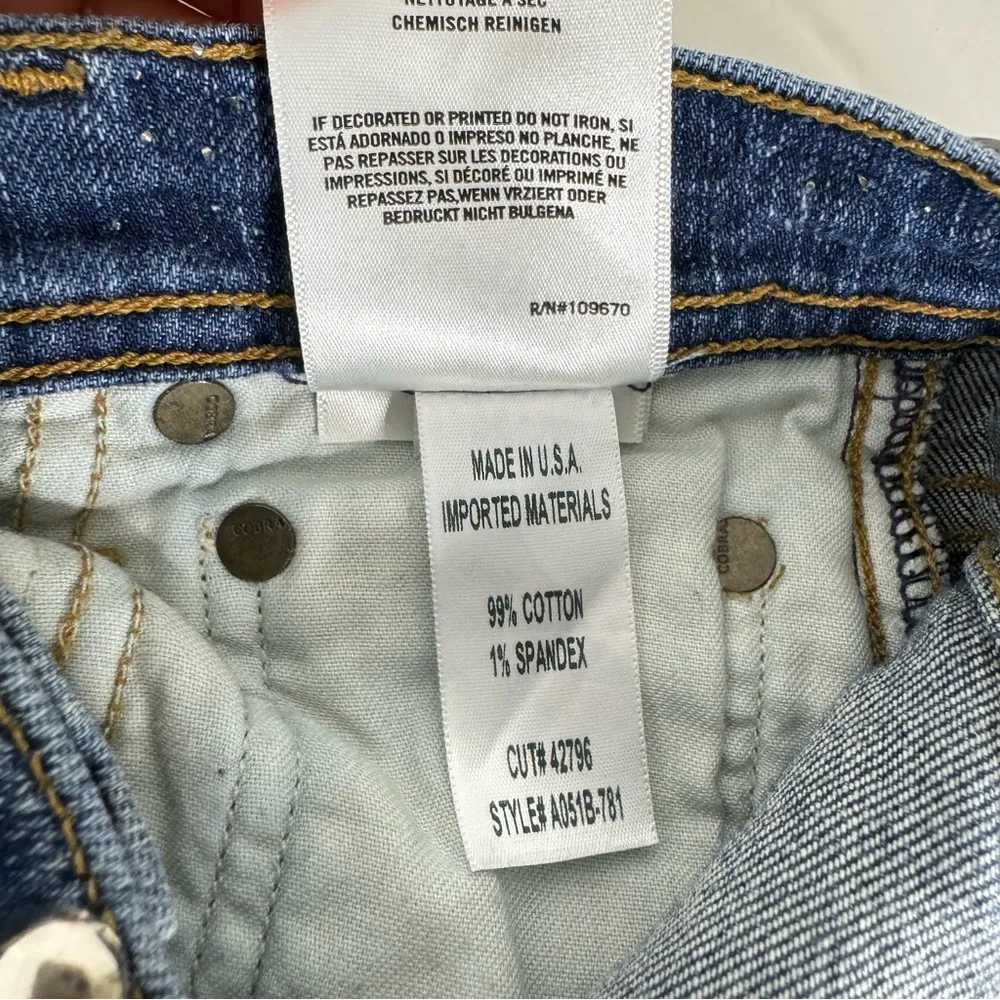 NETTOYAGE A SEC
CHEMISCH REINIGEN
IF DECORATED OR PRINTED DO NOT IRON, SI
ESTÁ ADORNADO O IMPRESO NO PLANCHE, NE
PAS REPASSER SUR LES DECORATIONS OU
IMPRESSIONS, SI DÉCORÉ OU IMPRIMÉ NE
REPASSEZ PAS,WENN VRZIERT ODER
BEDRUCKT NICHT BULGENA
R/N#109670
COBRA
MADE IN U.S.A.
IMPORTED MATERIALS
COBRA
COBRA
99% COTTON
1% SPANDEX
CUT# 42796
STYLE# A051B-781